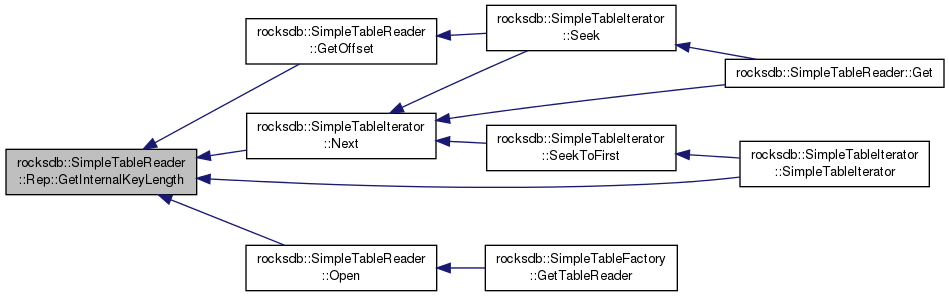 rocksdb::SimpleTableReader
::Rep::GetInternalKeyLength
rocksdb::SimpleTableReader
::GetOffset
rocksdb::SimpleTableIterator
::Next
rocksdb::SimpleTableReader
::Open
rocksdb::SimpleTableIterator
::Seek
rocksdb::SimpleTableIterator
::SeekToFirst
rocksdb::SimpleTableFactory
::GetTableReader
rocksdb::SimpleTableReader::Get
rocksdb::SimpleTableIterator
::SimpleTableIterator